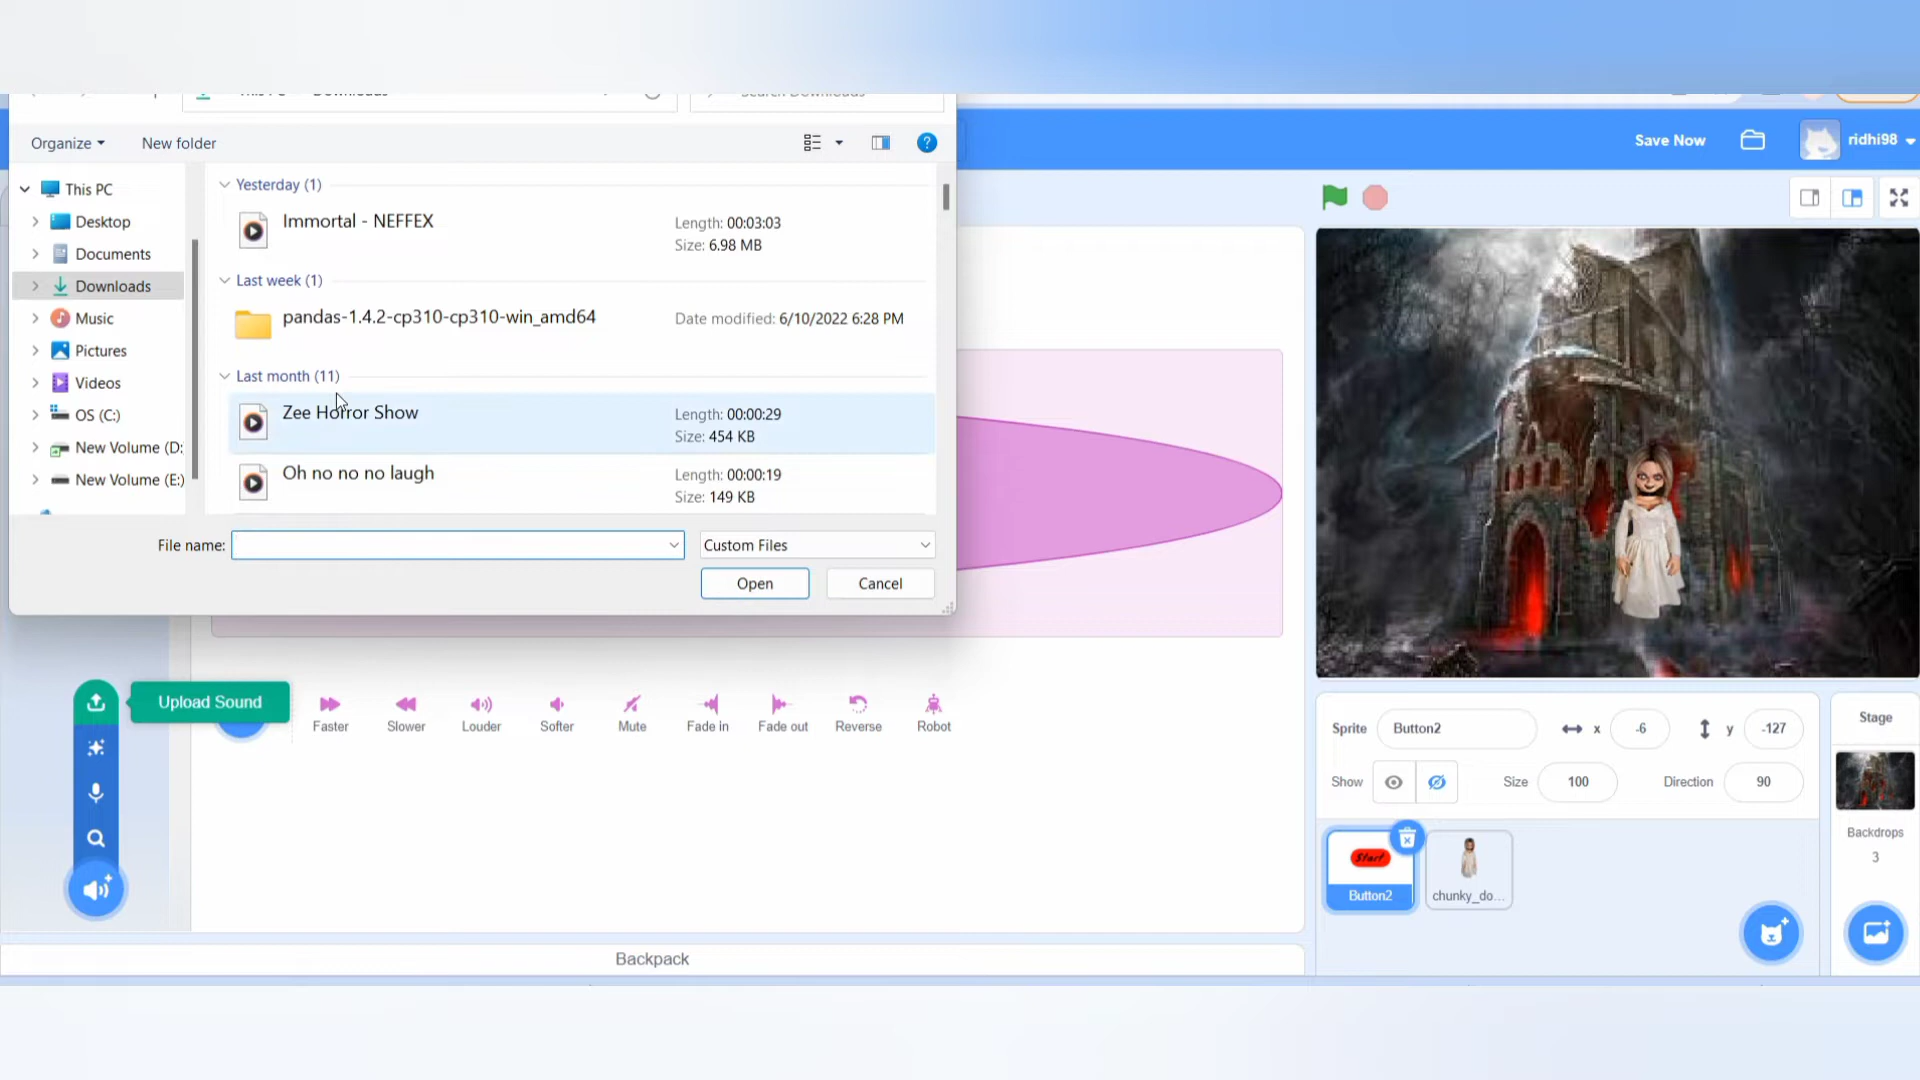 This PC Downloads
Search Downloads
Organize
New folder
Save Now
ridhi98
This PC
Desktop
Documents
Downloads
Music
Pictures
Videos
OS (C:)
New Volume (D:
New Volume (E:)
Yesterday (1)
Immortal - NEFFEX
Length: 00:03:03
Size: 6.98 MB
Last week (1)
pandas-1.4.2-cp310-cp310-win_amd64
Date modified: 6/10/2022 6:28 PM
Last month (11)
Zee Horror Show
Length: 00:00:29
Size: 454 KB
Oh no no no laugh
Length: 00:00:19
Size: 149 KB
File name:
Custom Files
Open
Cancel
Upload Sound
Faster
Slower
Louder
Softer
Mute
Fade in
Fade out
Reverse
Robot
Sprite
Button2
x
-6
y
-127
Show
Size
100
Direction
90
Stage
Backdrops
3
Start
Button2
chunky_do...
Backpack